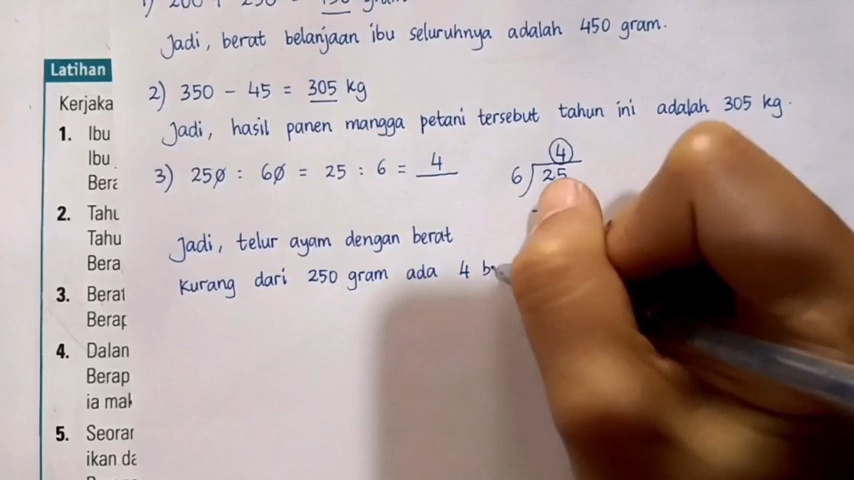 Jadi, berat belanjaan ibu seluruhnya adalah 450 gram.
Latihan
2) 350 - 45 = 305 kg
Kerjaka
Jadi, hasil panen mangga petani tersebut tahun ini adalah 305 kg.
1. Ibu
Ibu
Bera
3) 250 : 60 = 25 : 6 = 4
4
6 25
2. Tahu
Tahu
Bera
Jadi, telur ayam dengan berat
kurang dari 250 gram ada 4 b
3. Berat
Berap
4. Dalan
Berap
ia mak
5. Seorar
ikan da